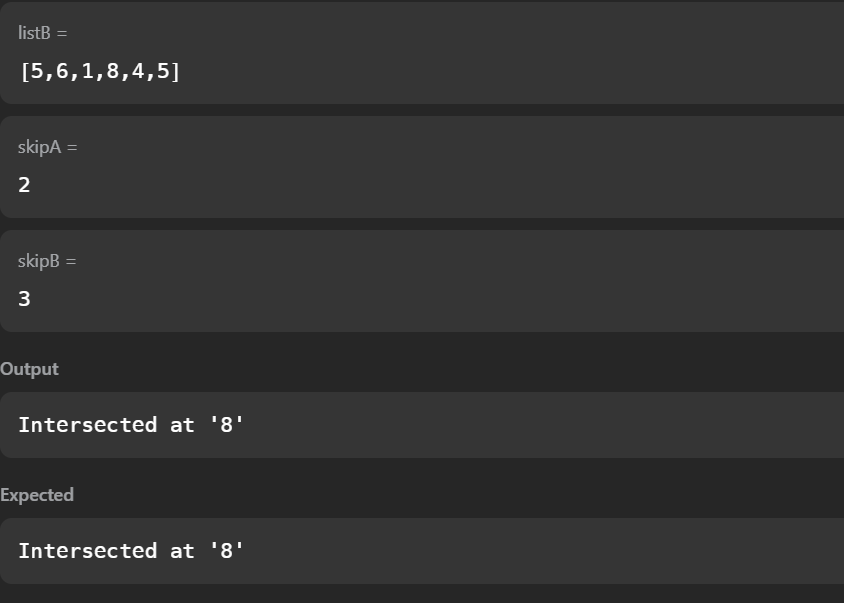 listB =
[5,6,1,8,4,5]
skipA =
2
skipB =
3
Output
Intersected at '8'
Expected
Intersected at '8'